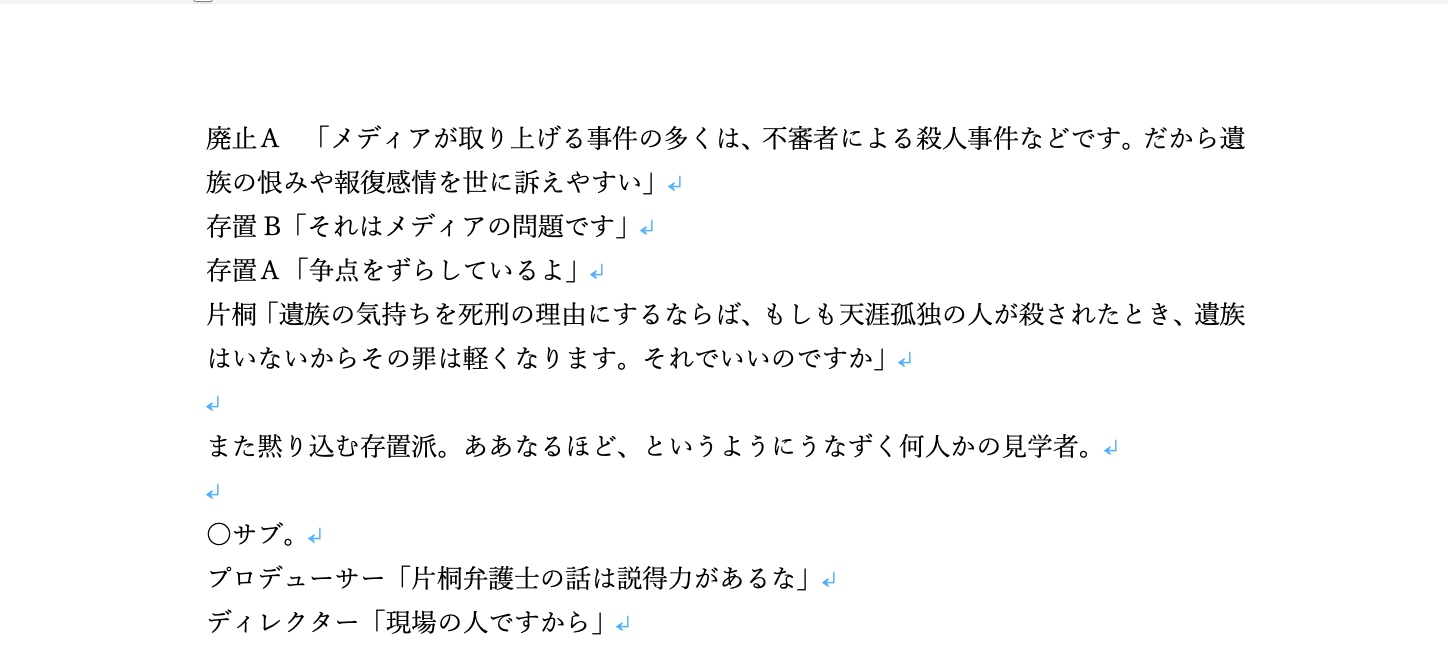 廃止Ａ　「メディアが取り上げる事件の多くは、不審者による殺人事件などです。だから遺
族の恨みや報復感情を世に訴えやすい」
存置 B「それはメディアの問題です」
存置Ａ「争点をずらしているよ」
片桐「遺族の気持ちを死刑の理由にするならば、もしも天涯孤独の人が殺されたとき、遺族
はいないからその罪は軽くなります。それでいいのですか」
また黙り込む存置派。ああなるほど、というようにうなずく何人かの見学者。
〇サブ。
プロデューサー「片桐弁護士の話は説得力があるな」
ディレクター「現場の人ですから」